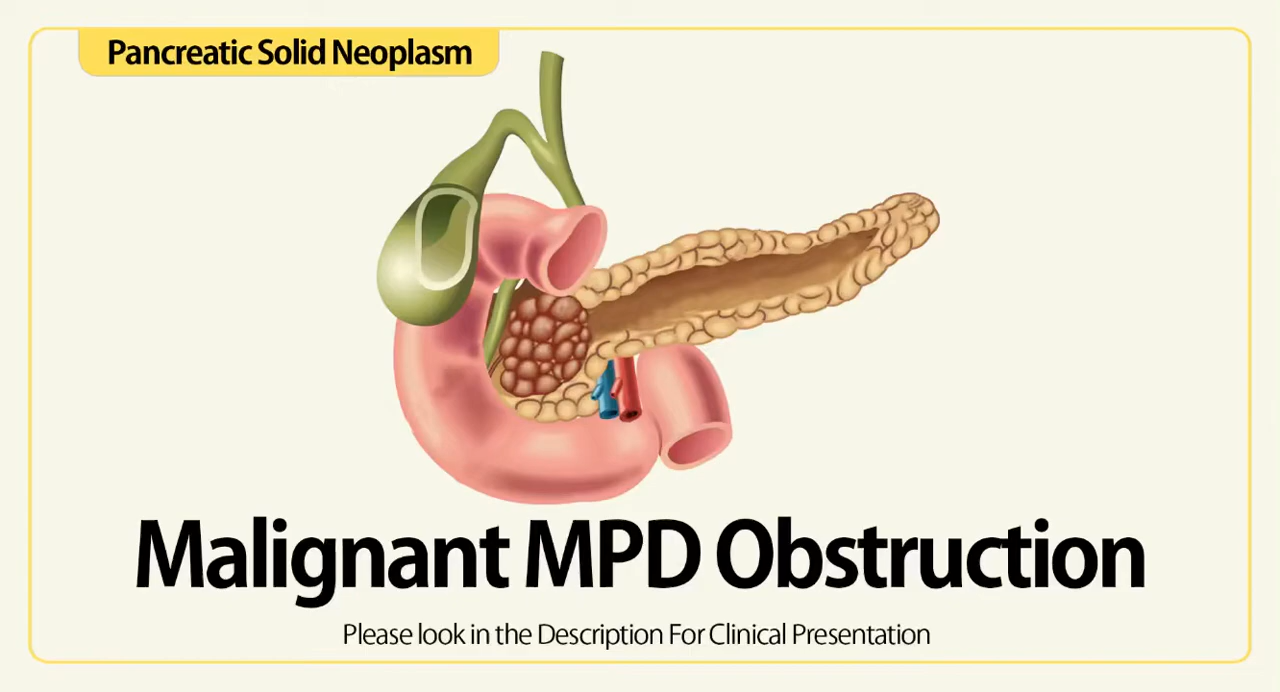 Pancreatic Solid Neoplasm
Malignant MPD Obstruction
Please look in the Description For Clinical Presentation